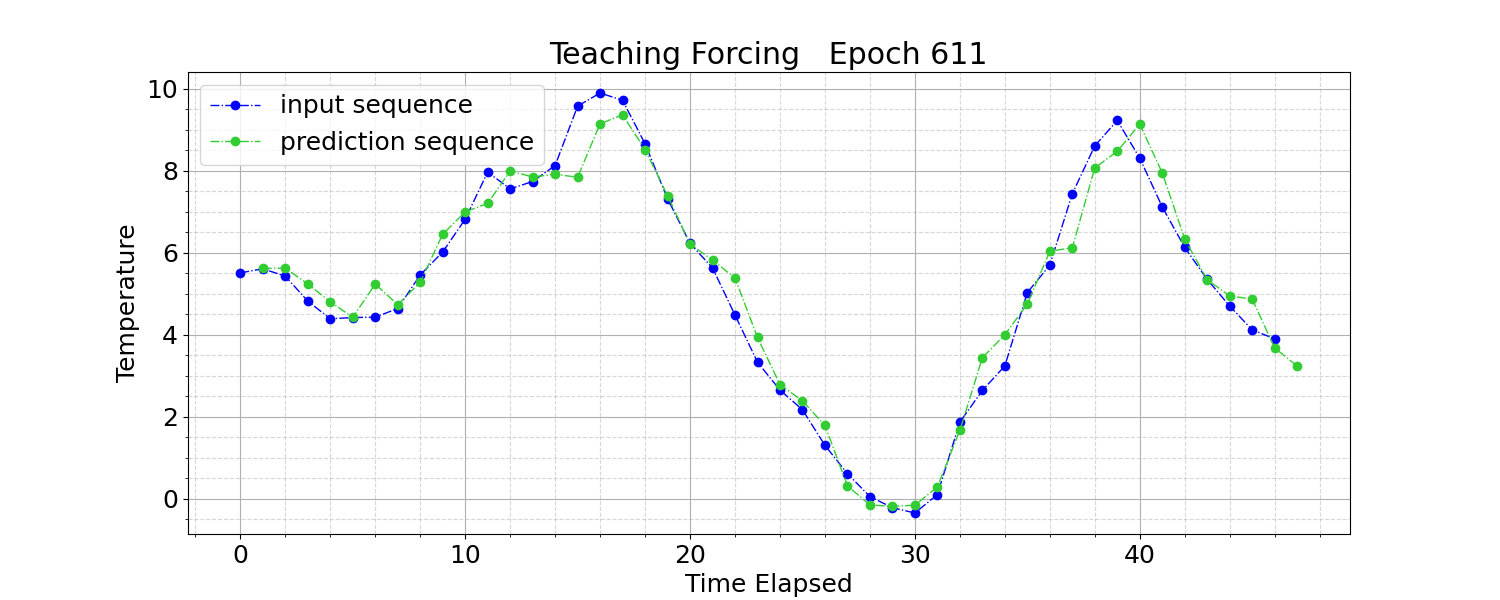 Teaching Forcing   Epoch 611
input sequence
prediction sequence
10
8
6
4
2
0
Temperature
0 10 20 30 40
Time Elapsed